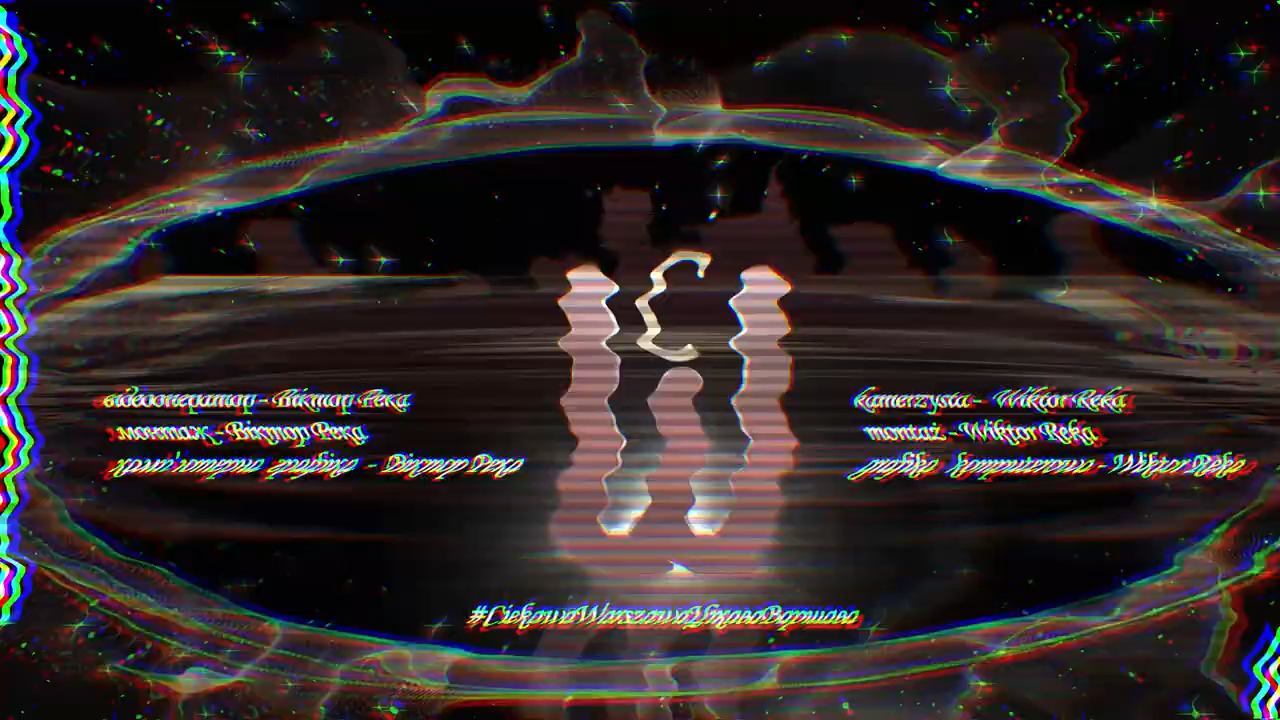 відеооператор - Віктор Река
монтаж - Віктор Река
комп'ютерна графіка - Віктор Река
kamerzysta - Wiktor Reka
montaż - Wiktor Reka
grafika komputerowa - Wiktor Reka
#CiekawaWarszawaЦікаваВаршава